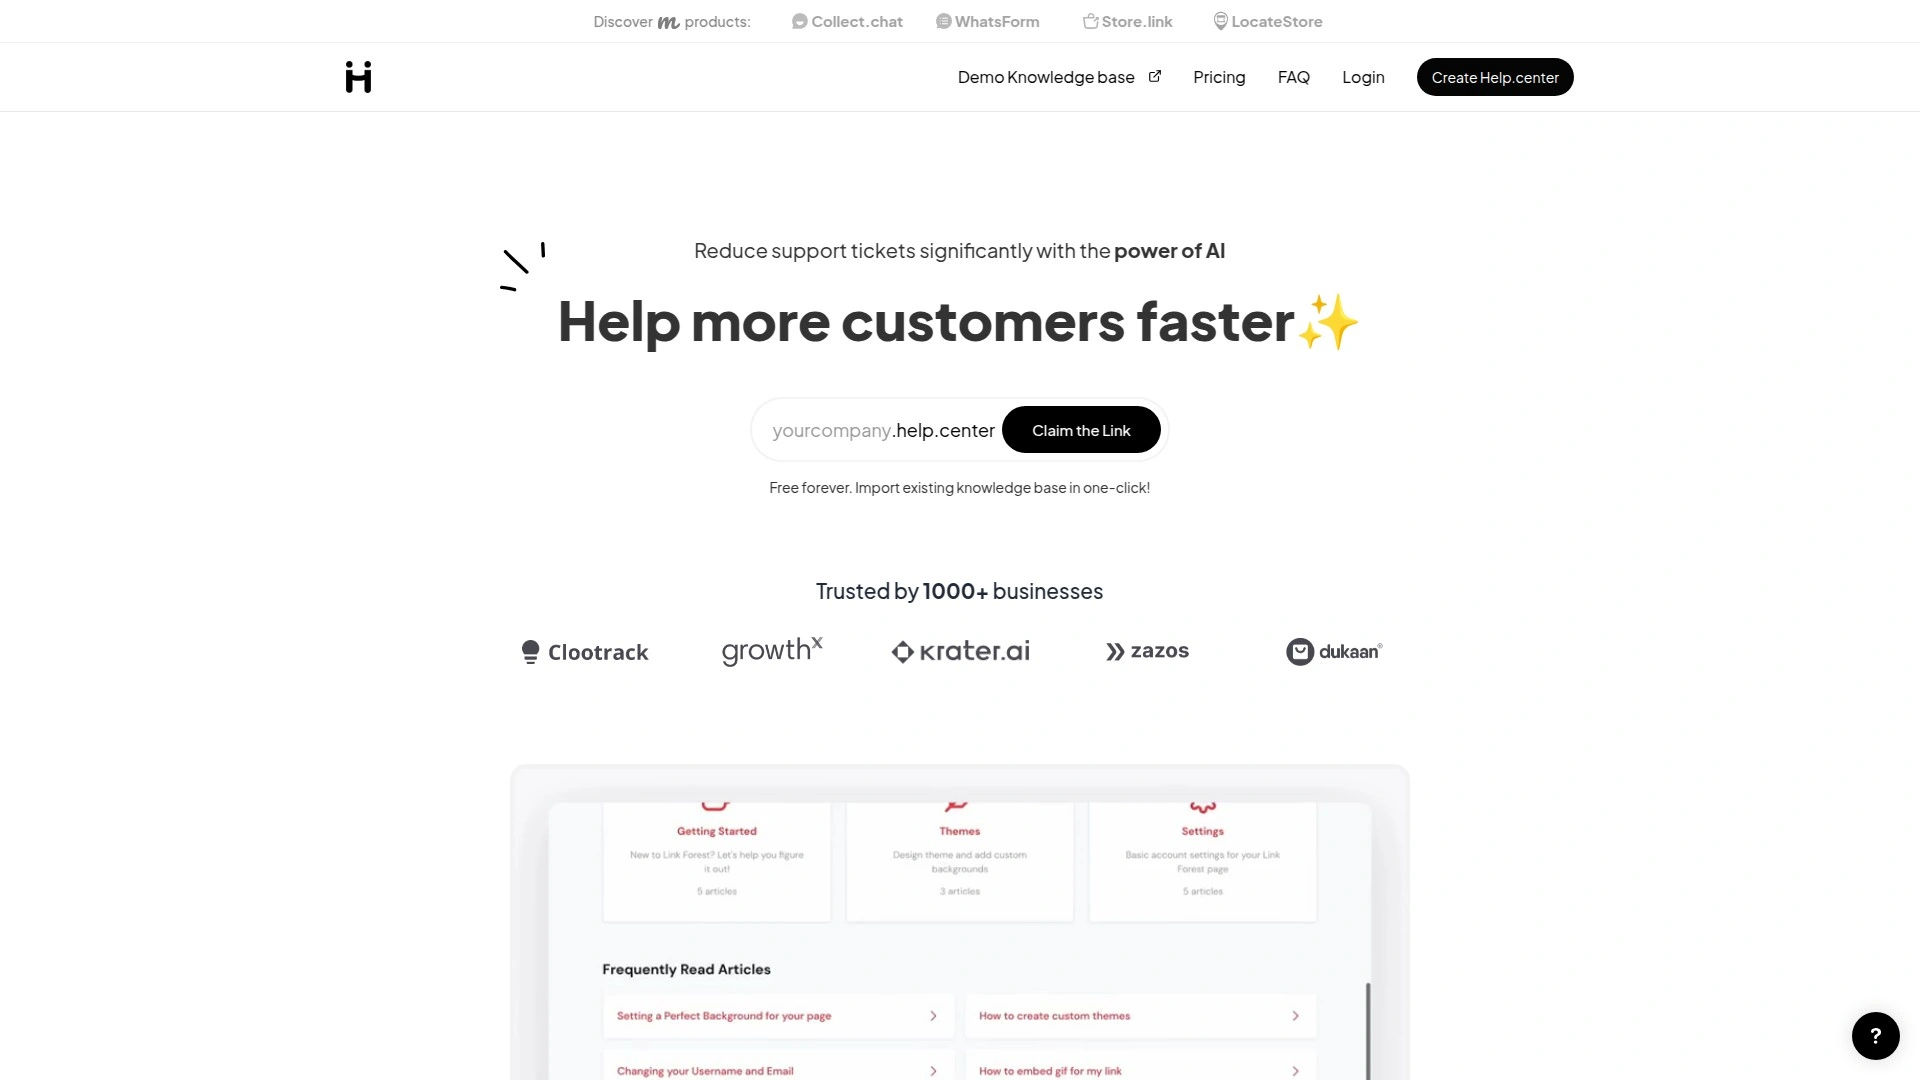 Discover m products: Collect.chat WhatsForm Store.link LocateStore
H Demo Knowledge base Pricing FAQ Login Create Help.center
Reduce support tickets significantly with the power of AI
Help more customers faster✨
yourcompany.help.center Claim the Link
Free forever. Import existing knowledge base in one-click!
Trusted by 1000+ businesses
Clootrack growthx krater.ai zazos dukaan®
Getting Started Themes Settings
New to Link Forest? Let's help you figure Design theme and add custom Basic account settings for your Link
it out! backgrounds Forest page
5 articles 3 articles 5 articles
Frequently Read Articles
Setting a Perfect Background for your page How to create custom themes
Changing your Username and Email How to embed gif for my link
?